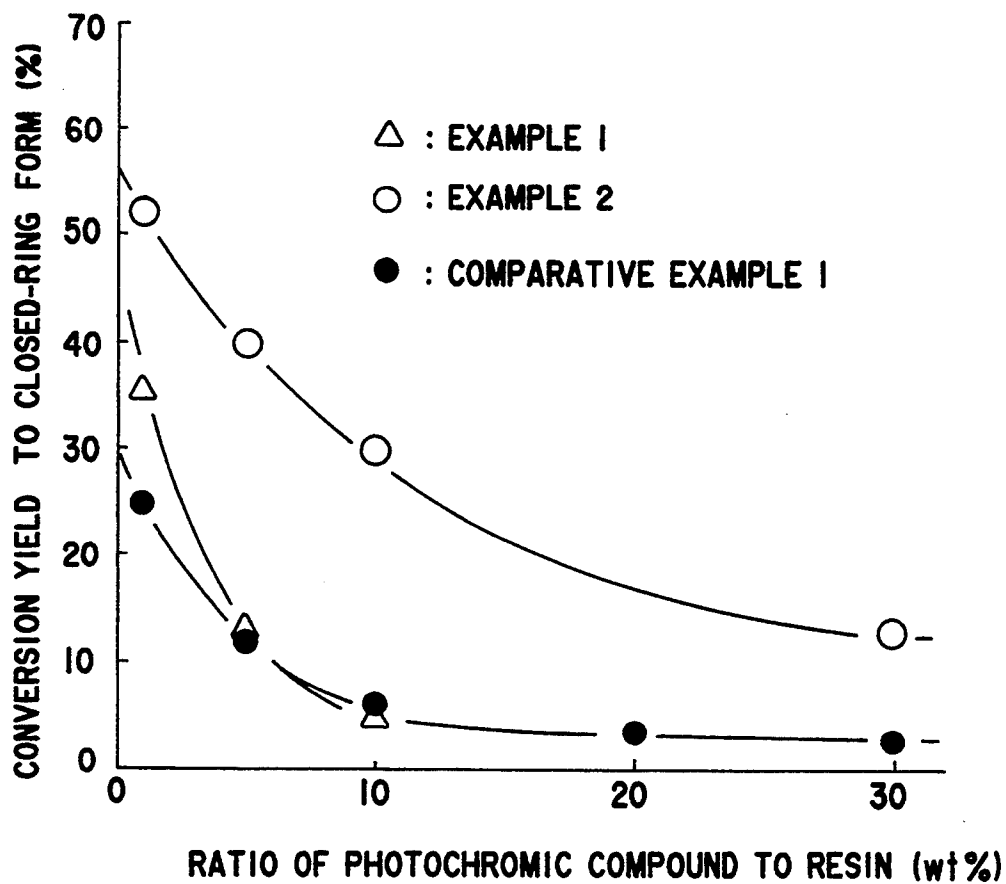 CONVERSION YIELD TO CLOSED-RING FORM (%)
70
60
50
40
30
20
10
0
△ : EXAMPLE 1
○ : EXAMPLE 2
● : COMPARATIVE EXAMPLE 1
0 10 20 30
RATIO OF PHOTOCHROMIC COMPOUND TO RESIN (wt%)